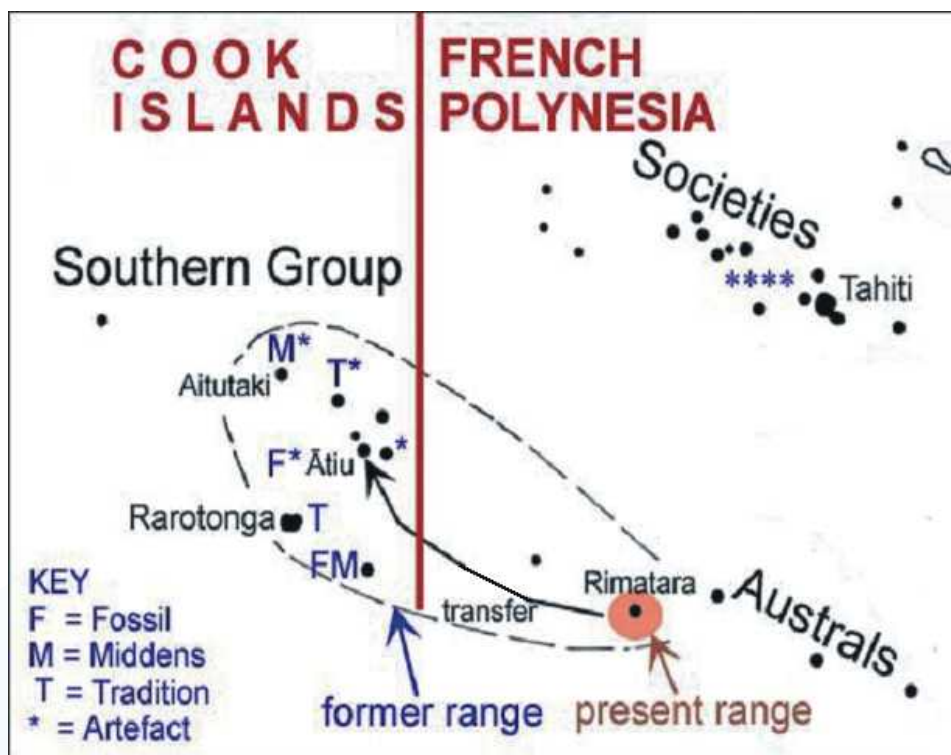 COOK
ISLANDS
FRENCH
POLYNESIA
Societies
Southern Group
****
Tahiti
M*
Aitutaki
T*
*
F* Ātiu
Rarotonga T
FM
Rimatara
transfer
Australs
KEY
F = Fossil
M = Middens
T = Tradition
* = Artefact
former range
present range